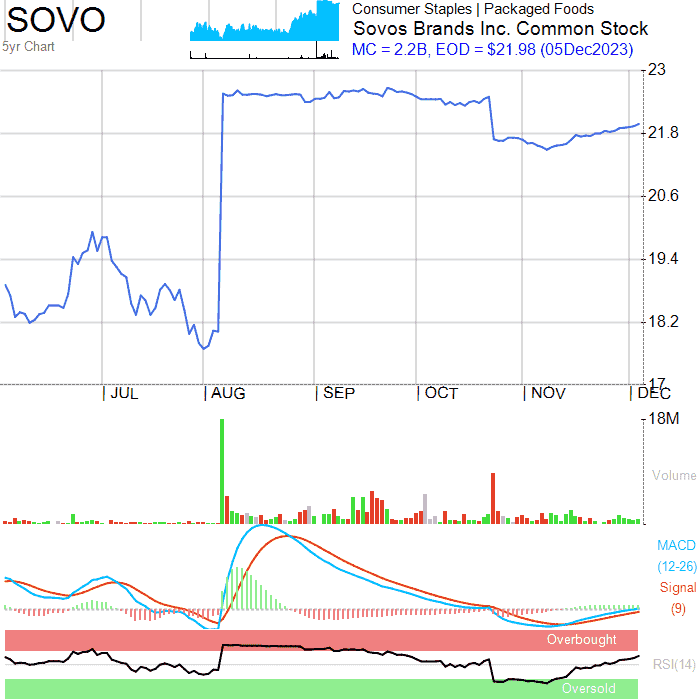 SOVO
5yr Chart
Consumer Staples | Packaged Foods
Sovos Brands Inc. Common Stock
MC = 2.2B, EOD = $21.98 (05Dec2023)
23
21.8
20.6
19.4
18.2
17
| JUL | AUG | SEP | OCT | NOV | DEC
18M
Volume
MACD
(12-26)
Signal
(9)
Overbought
RSI(14)
Oversold